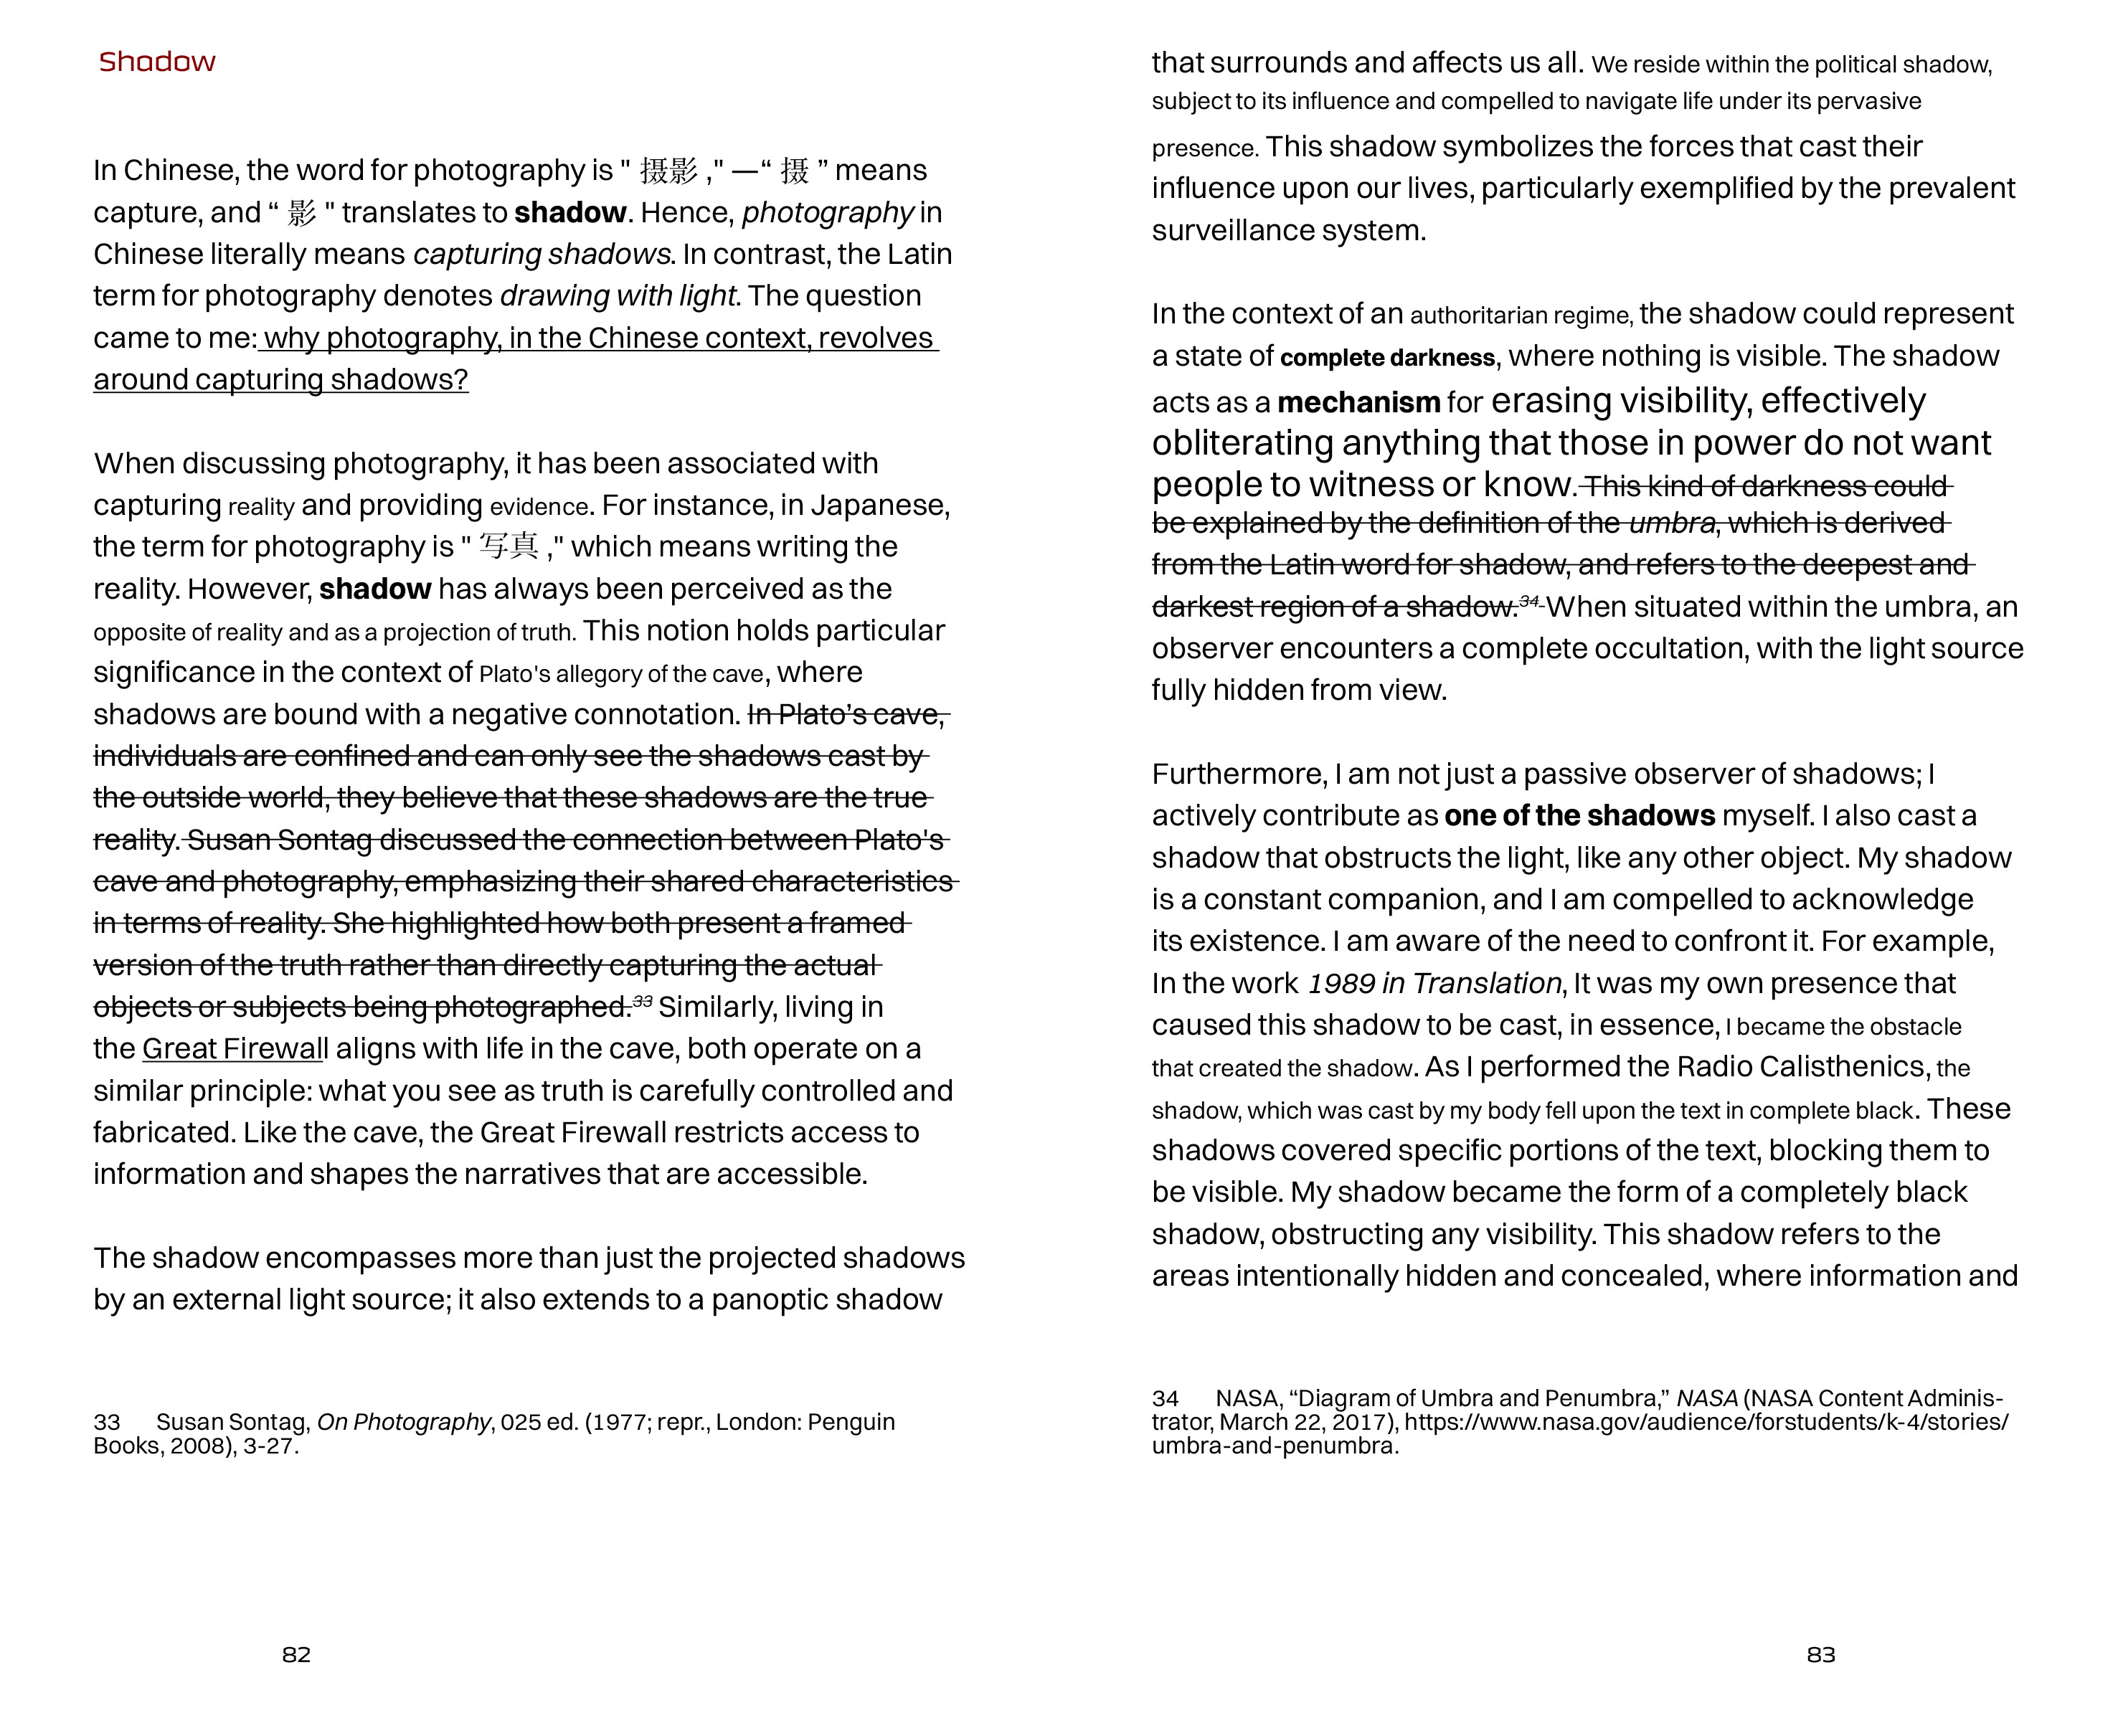 Shadow
In Chinese, the word for photography is " 摄影 ," —“ 摄 ” means
capture, and “ 影 " translates to shadow. Hence, photography in
Chinese literally means capturing shadows. In contrast, the Latin
term for photography denotes drawing with light. The question
came to me: why photography, in the Chinese context, revolves
around capturing shadows?
When discussing photography, it has been associated with
capturing reality and providing evidence. For instance, in Japanese,
the term for photography is " 写真 ," which means writing the
reality. However, shadow has always been perceived as the
opposite of reality and as a projection of truth. This notion holds particular
significance in the context of Plato's allegory of the cave, where
shadows are bound with a negative connotation. In Plato’s cave,
individuals are confined and can only see the shadows cast by
the outside world, they believe that these shadows are the true
reality. Susan Sontag discussed the connection between Plato's
cave and photography, emphasizing their shared characteristics
in terms of reality. She highlighted how both present a framed
version of the truth rather than directly capturing the actual
objects or subjects being photographed.33 Similarly, living in
the Great Firewall aligns with life in the cave, both operate on a
similar principle: what you see as truth is carefully controlled and
fabricated. Like the cave, the Great Firewall restricts access to
information and shapes the narratives that are accessible.
The shadow encompasses more than just the projected shadows
by an external light source; it also extends to a panoptic shadow
33 Susan Sontag, On Photography, 025 ed. (1977; repr., London: Penguin
Books, 2008), 3-27.
82
that surrounds and affects us all. We reside within the political shadow,
subject to its influence and compelled to navigate life under its pervasive
presence. This shadow symbolizes the forces that cast their
influence upon our lives, particularly exemplified by the prevalent
surveillance system.
In the context of an authoritarian regime, the shadow could represent
a state of complete darkness, where nothing is visible. The shadow
acts as a mechanism for erasing visibility, effectively
obliterating anything that those in power do not want
people to witness or know. This kind of darkness could
be explained by the definition of the umbra, which is derived
from the Latin word for shadow, and refers to the deepest and
darkest region of a shadow.34 When situated within the umbra, an
observer encounters a complete occultation, with the light source
fully hidden from view.
Furthermore, I am not just a passive observer of shadows; I
actively contribute as one of the shadows myself. I also cast a
shadow that obstructs the light, like any other object. My shadow
is a constant companion, and I am compelled to acknowledge
its existence. I am aware of the need to confront it. For example,
In the work 1989 in Translation, It was my own presence that
caused this shadow to be cast, in essence, I became the obstacle
that created the shadow. As I performed the Radio Calisthenics, the
shadow, which was cast by my body fell upon the text in complete black. These
shadows covered specific portions of the text, blocking them to
be visible. My shadow became the form of a completely black
shadow, obstructing any visibility. This shadow refers to the
areas intentionally hidden and concealed, where information and
34 NASA, “Diagram of Umbra and Penumbra,” NASA (NASA Content Adminis-
trator, March 22, 2017), https://www.nasa.gov/audience/forstudents/k-4/stories/
umbra-and-penumbra.
83